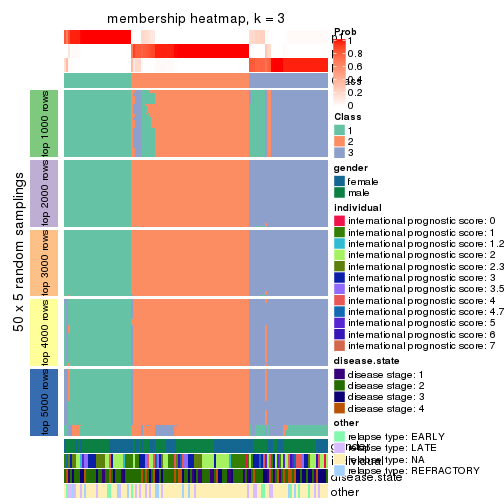 membership heatmap, k = 3
50 x 5 random samplings
top 1000 rows
top 2000 rows
top 3000 rows
top 4000 rows
top 5000 rows
p1
Class
gender
individual
disease.state
other
Prob
1
0.8
0.6
0.4
0.2
0
Class
1
2
3
gender
female
male
individual
international prognostic score: 0
international prognostic score: 1
international prognostic score: 1.2
international prognostic score: 2
international prognostic score: 2.3
international prognostic score: 3
international prognostic score: 3.5
international prognostic score: 4
international prognostic score: 4.7
international prognostic score: 5
international prognostic score: 6
international prognostic score: 7
disease.state
disease stage: 1
disease stage: 2
disease stage: 3
disease stage: 4
other
relapse type: EARLY
relapse type: LATE
relapse type: NA
relapse type: REFRACTORY